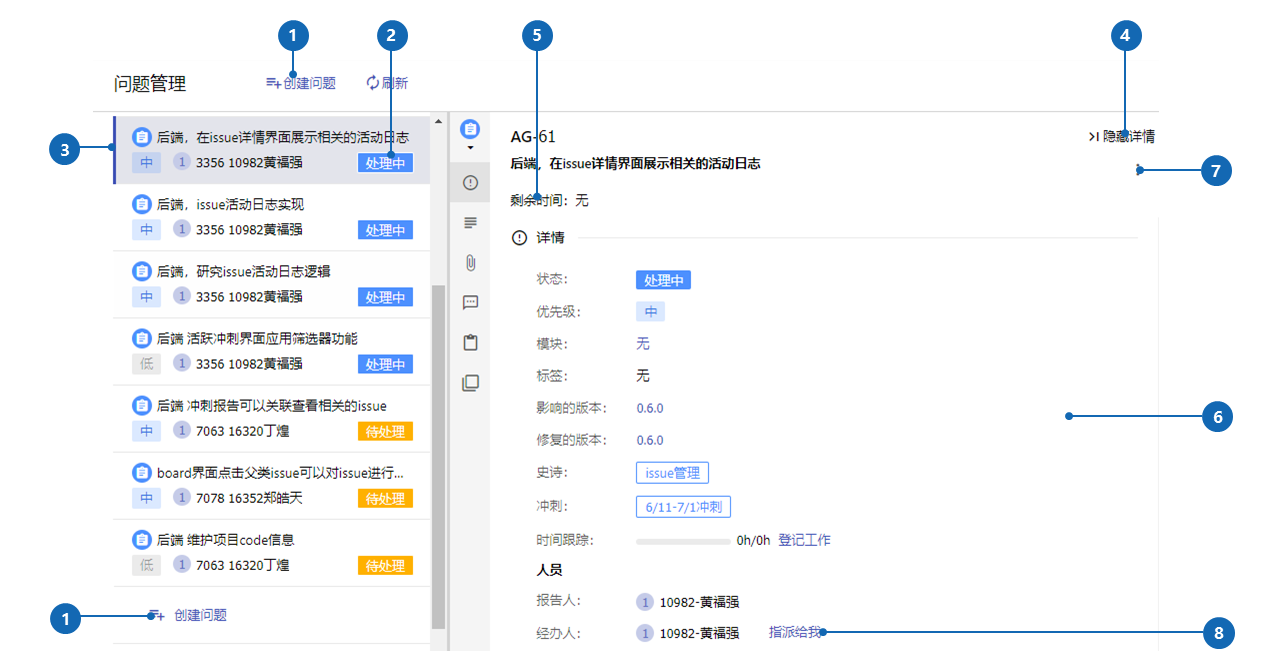 1
2
5
4
问题管理
创建问题
刷新
3
后端，在issue详情界面展示相关的活动日志
中 1 3356 10982黄福强 处理中
后端，issue活动日志实现
中 1 3356 10982黄福强 处理中
后端，研究issue活动日志逻辑
中 1 3356 10982黄福强 处理中
后端 活跃冲刺界面应用筛选器功能
低 1 3356 10982黄福强 处理中
后端 冲刺报告可以关联查看相关的issue
中 1 7063 16320丁煌 待处理
board界面点击父类issue可以对issue进行...
中 1 7078 16352郑皓天 待处理
后端 维护项目code信息
低 1 7063 16320丁煌 待处理
1
创建问题
AG-61
隐藏详情
后端，在issue详情界面展示相关的活动日志
7
剩余时间：无
详情
状态： 处理中
优先级： 中
模块： 无
标签： 无
影响的版本： 0.6.0
6
修复的版本： 0.6.0
史诗： issue管理
冲刺： 6/11-7/1冲刺
时间跟踪： 0h/0h 登记工作
人员
报告人： 1 10982-黄福强
经办人： 1 10982-黄福强 指派给我
8